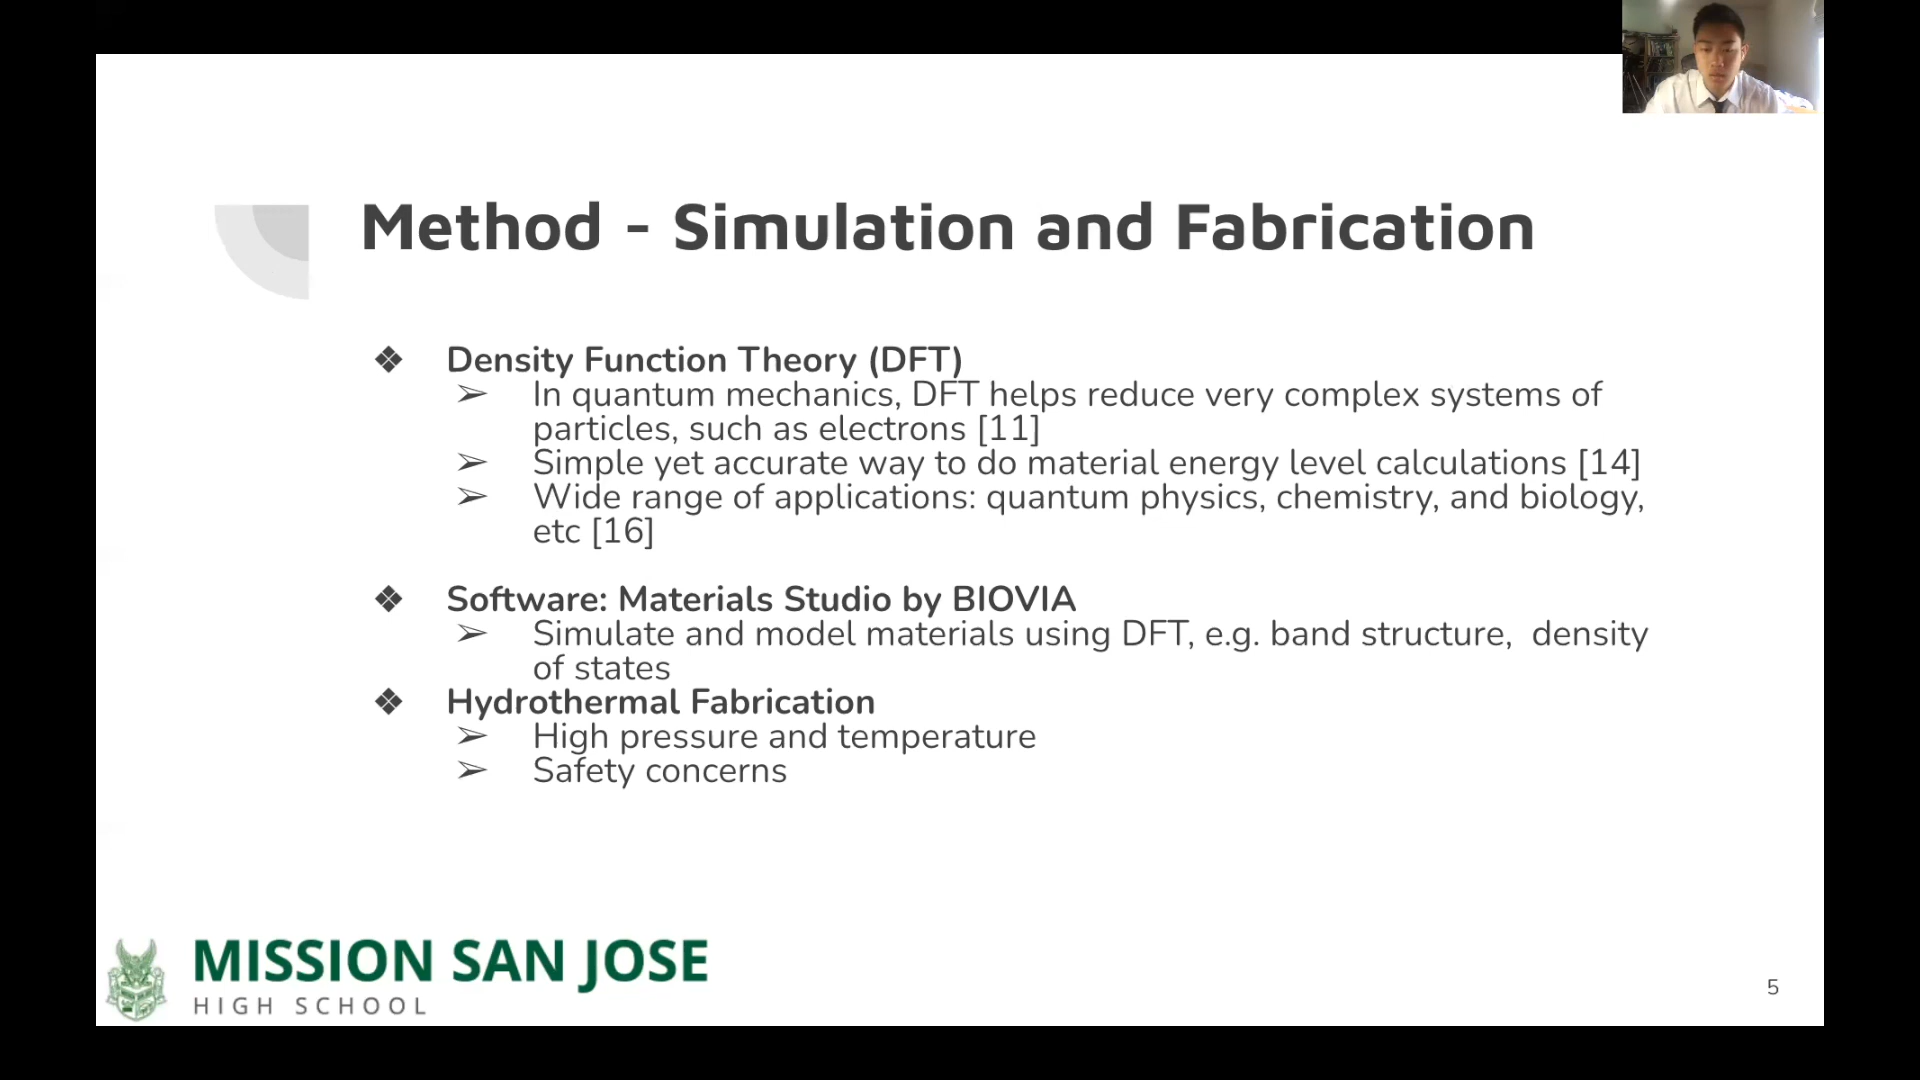 Method - Simulation and Fabrication
❖ Density Function Theory (DFT)
➢ In quantum mechanics, DFT helps reduce very complex systems of
particles, such as electrons [11]
➢ Simple yet accurate way to do material energy level calculations [14]
➢ Wide range of applications: quantum physics, chemistry, and biology,
etc [16]
❖ Software: Materials Studio by BIOVIA
➢ Simulate and model materials using DFT, e.g. band structure,  density
of states
❖ Hydrothermal Fabrication
➢ High pressure and temperature
➢ Safety concerns
MISSION SAN JOSE
HIGH SCHOOL
5